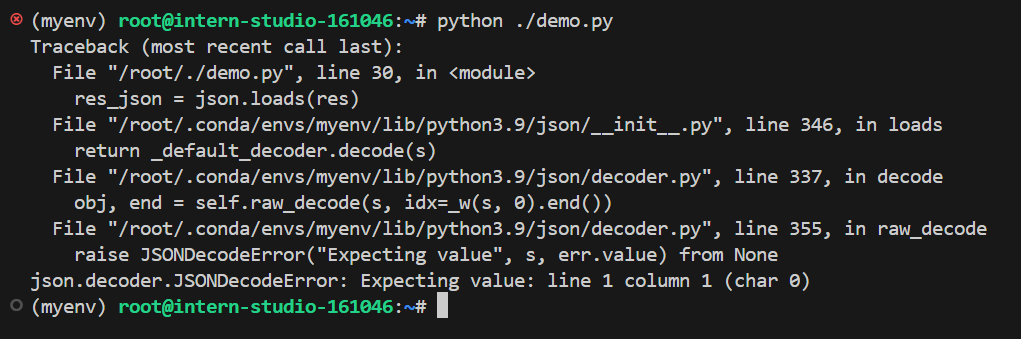 (myenv) root@intern-studio-161046:~# python ./demo.py
Traceback (most recent call last):
  File "/root/./demo.py", line 30, in <module>
    res_json = json.loads(res)
  File "/root/.conda/envs/myenv/lib/python3.9/json/__init__.py", line 346, in loads
    return _default_decoder.decode(s)
  File "/root/.conda/envs/myenv/lib/python3.9/json/decoder.py", line 337, in decode
    obj, end = self.raw_decode(s, idx=_w(s, 0).end())
  File "/root/.conda/envs/myenv/lib/python3.9/json/decoder.py", line 355, in raw_decode
    raise JSONDecodeError("Expecting value", s, err.value) from None
json.decoder.JSONDecodeError: Expecting value: line 1 column 1 (char 0)
(myenv) root@intern-studio-161046:~#